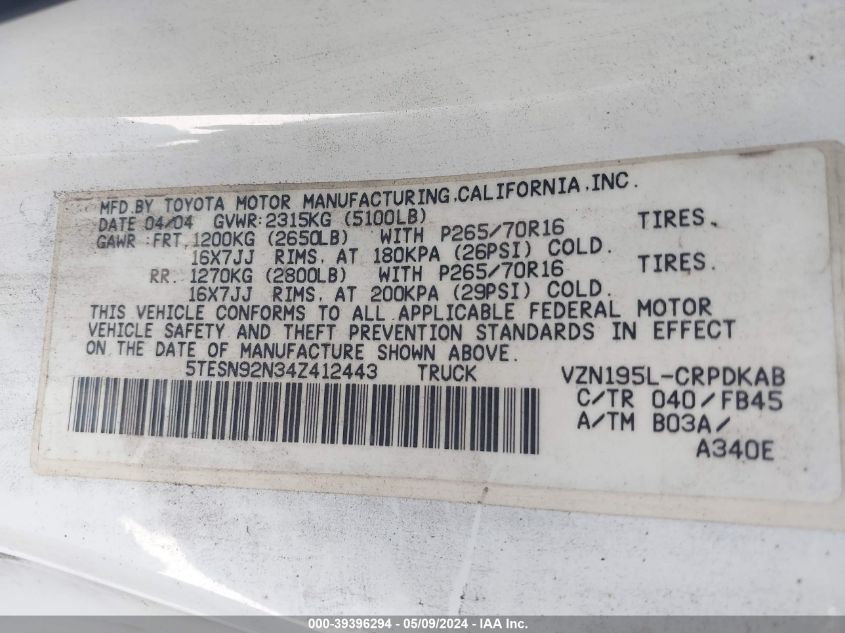 MFD.BY TOYOTA MOTOR MANUFACTURING.CALIFORNIA.INC.
DATE 04/04 GVWR:2315KG (5100LB)
GAWR :FRT.1200KG (2650LB) WITH P265/70R16 TIRES.
16X7JJ RIMS. AT 180KPA (26PSI) COLD.
RR. 1270KG (2800LB) WITH P265/70R16 TIRES.
16X7JJ RIMS. AT 200KPA (29PSI) COLD.
THIS VEHICLE CONFORMS TO ALL APPLICABLE FEDERAL MOTOR
VEHICLE SAFETY AND THEFT PREVENTION STANDARDS IN EFFECT
ON THE DATE OF MANUFACTURE SHOWN ABOVE.
5TESN92N34Z412443 TRUCK VZN195L-CRPDKAB
C/TR 040/FB45
A/TM B03A/
A340E
000-39396294 - 05/09/2024 - IAA Inc.